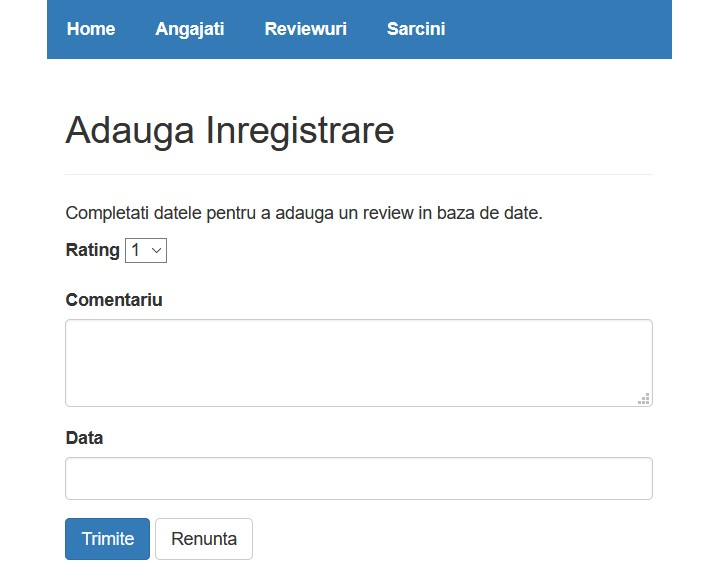 Home Angajati Reviewuri Sarcini
Adauga Inregistrare
Completati datele pentru a adauga un review in baza de date.
Rating 1
Comentariu
Data
Trimite Renunta